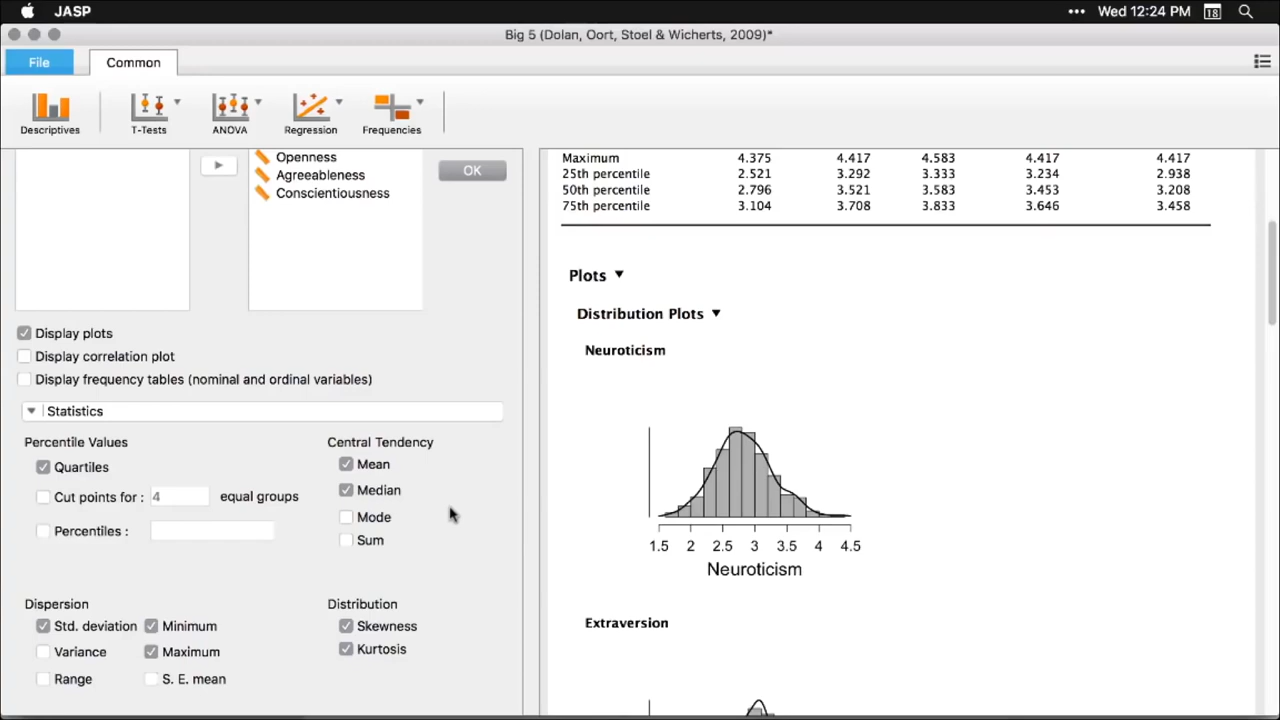 JASP
••• Wed 12:24 PM 18
Big 5 (Dolan, Oort, Stoel & Wicherts, 2009)*
File Common
Descriptives T-Tests ANOVA Regression Frequencies
Openness
Agreeableness
Conscientiousness
OK
Display plots
Display correlation plot
Display frequency tables (nominal and ordinal variables)
Statistics
Percentile Values
Quartiles
Cut points for : 4 equal groups
Percentiles :
Central Tendency
Mean
Median
Mode
Sum
Dispersion
Std. deviation Minimum
Variance Maximum
Range S. E. mean
Distribution
Skewness
Kurtosis
Maximum 4.375 4.417 4.583 4.417 4.417
25th percentile 2.521 3.292 3.333 3.234 2.938
50th percentile 2.796 3.521 3.583 3.453 3.208
75th percentile 3.104 3.708 3.833 3.646 3.458
Plots
Distribution Plots
Neuroticism
1.5 2 2.5 3 3.5 4 4.5
Neuroticism
Extraversion